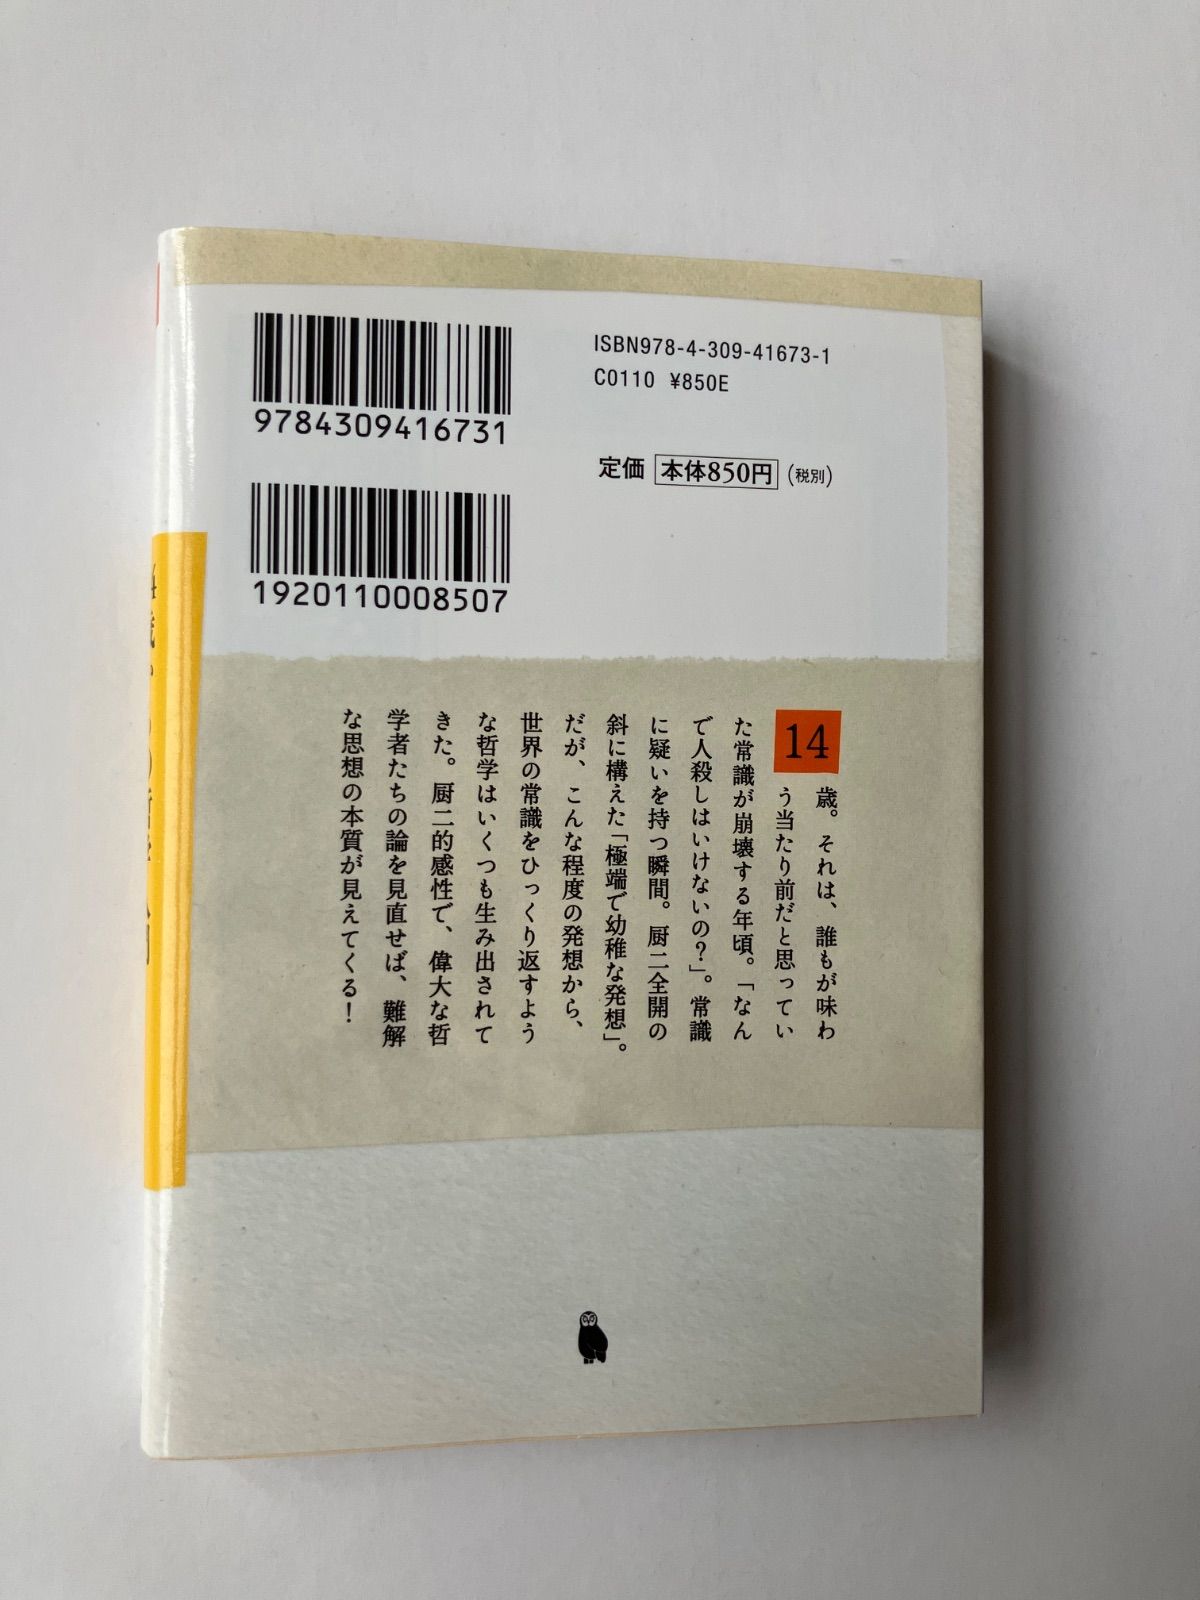 9784309416731
ISBN978-4-309-41673-1
C0110 ¥850E
定価 本体850円(税別)
1920110008507
14歳。それは、誰もが味わ
う当たり前だと思ってい
た常識が崩壊する年頃。「なん
で人殺しはいけないの?」。常識
に疑いを持つ瞬間。厨二全開の
斜に構えた「極端で幼稚な発想」。
だが、こんな程度の発想から、
世界の常識をひっくり返すよう
な哲学はいくつも生み出されて
きた。厨二的感性で、偉大な哲
学者たちの論を見直せば、難解
な思想の本質が見えてくる!